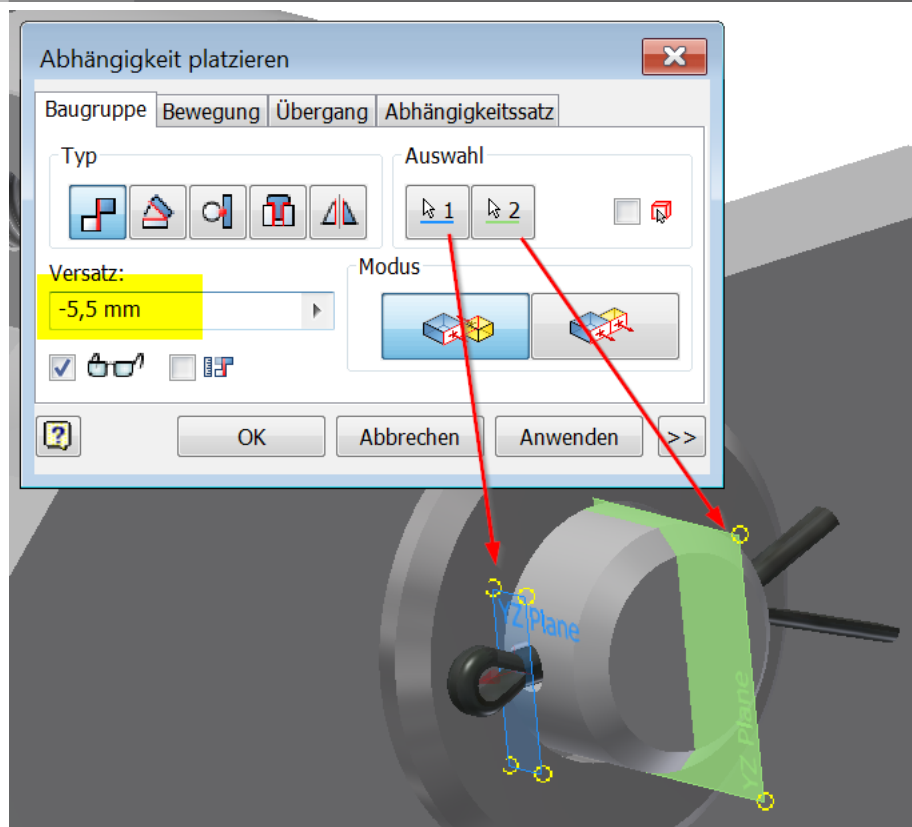 Abhängigkeit platzieren
Baugruppe Bewegung Übergang Abhängigkeitssatz
Typ
Auswahl
1 2
Versatz:
Modus
-5,5 mm
?
OK Abbrechen Anwenden >>
YZ Plane
YZ Plane